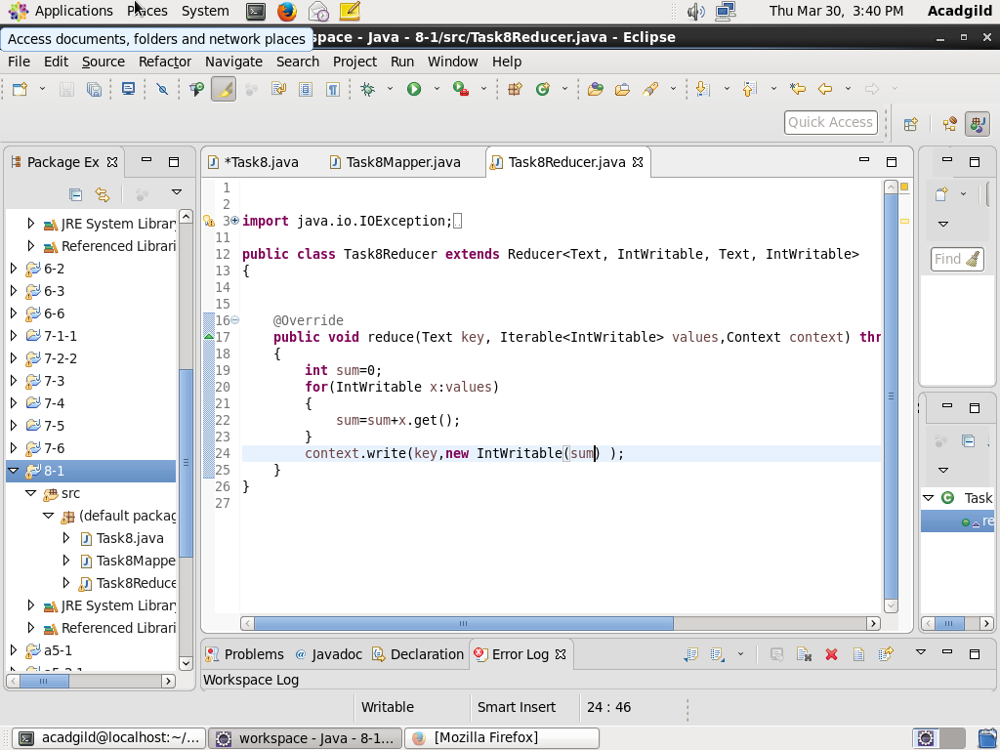 Applications Places System Thu Mar 30, 3:40 PM Acadgild
Access documents, folders and network places
space - Java - 8-1/src/Task8Reducer.java - Eclipse
File Edit Source Refactor Navigate Search Project Run Window Help
Quick Access
Package Ex
*Task8.java Task8Mapper.java Task8Reducer.java
JRE System Library
Referenced Librari
6-2
6-3
6-6
7-1-1
7-2-2
7-3
7-4
7-5
7-6
8-1
src
(default packag
Task8.java
Task8Mappe
Task8Reduce
JRE System Library
Referenced Librari
a5-1
1
2
3 import java.io.IOException;
11
12 public class Task8Reducer extends Reducer<Text, IntWritable, Text, IntWritable>
13 {
14
15
16 @Override
17 public void reduce(Text key, Iterable<IntWritable> values,Context context) thr
18 {
19 int sum=0;
20 for(IntWritable x:values)
21 {
22 sum=sum+x.get();
23 }
24 context.write(key,new IntWritable(sum) );
25 }
26 }
27
Find
Task
re
Problems @ Javadoc Declaration Error Log
Workspace Log
Writable Smart Insert 24 : 46
acadgild@localhost:~/... workspace - Java - 8-1... [Mozilla Firefox]